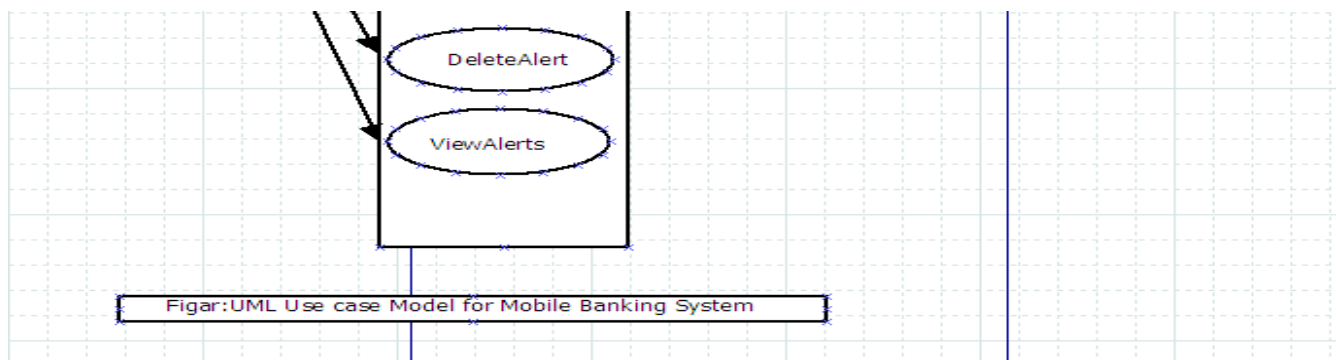 DeleteAlert
ViewAlerts
Figar:UML Use case Model for Mobile Banking System